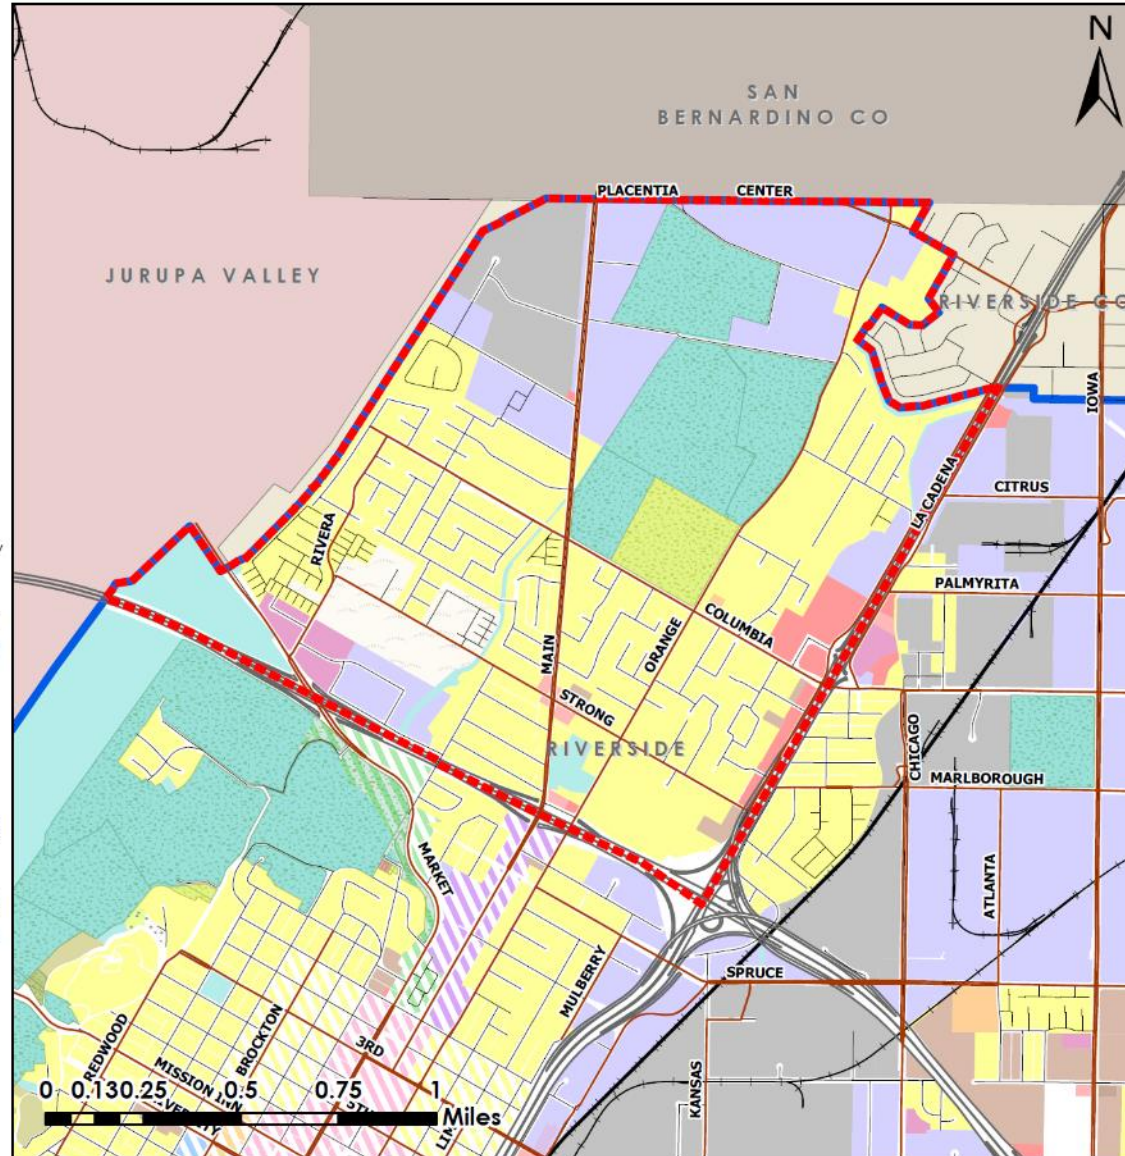 N
SAN
BERNARDINO CO
PLACENTIA
CENTER
JURUPA VALLEY
RIVERSIDE CO
IOWA
LA CADENA
CITRUS
RIVERA
PALMYRITA
COLUMBIA
MAIN
ORANGE
STRONG
RIVERSIDE
CHICAGO
MARLBOROUGH
MARKET
ATLANTA
MULBERRY
SPRUCE
REDWOOD
BROCKTON
3RD
MISSION INN
KANSAS
0 0.13 0.25 0.5 0.75 1
Miles